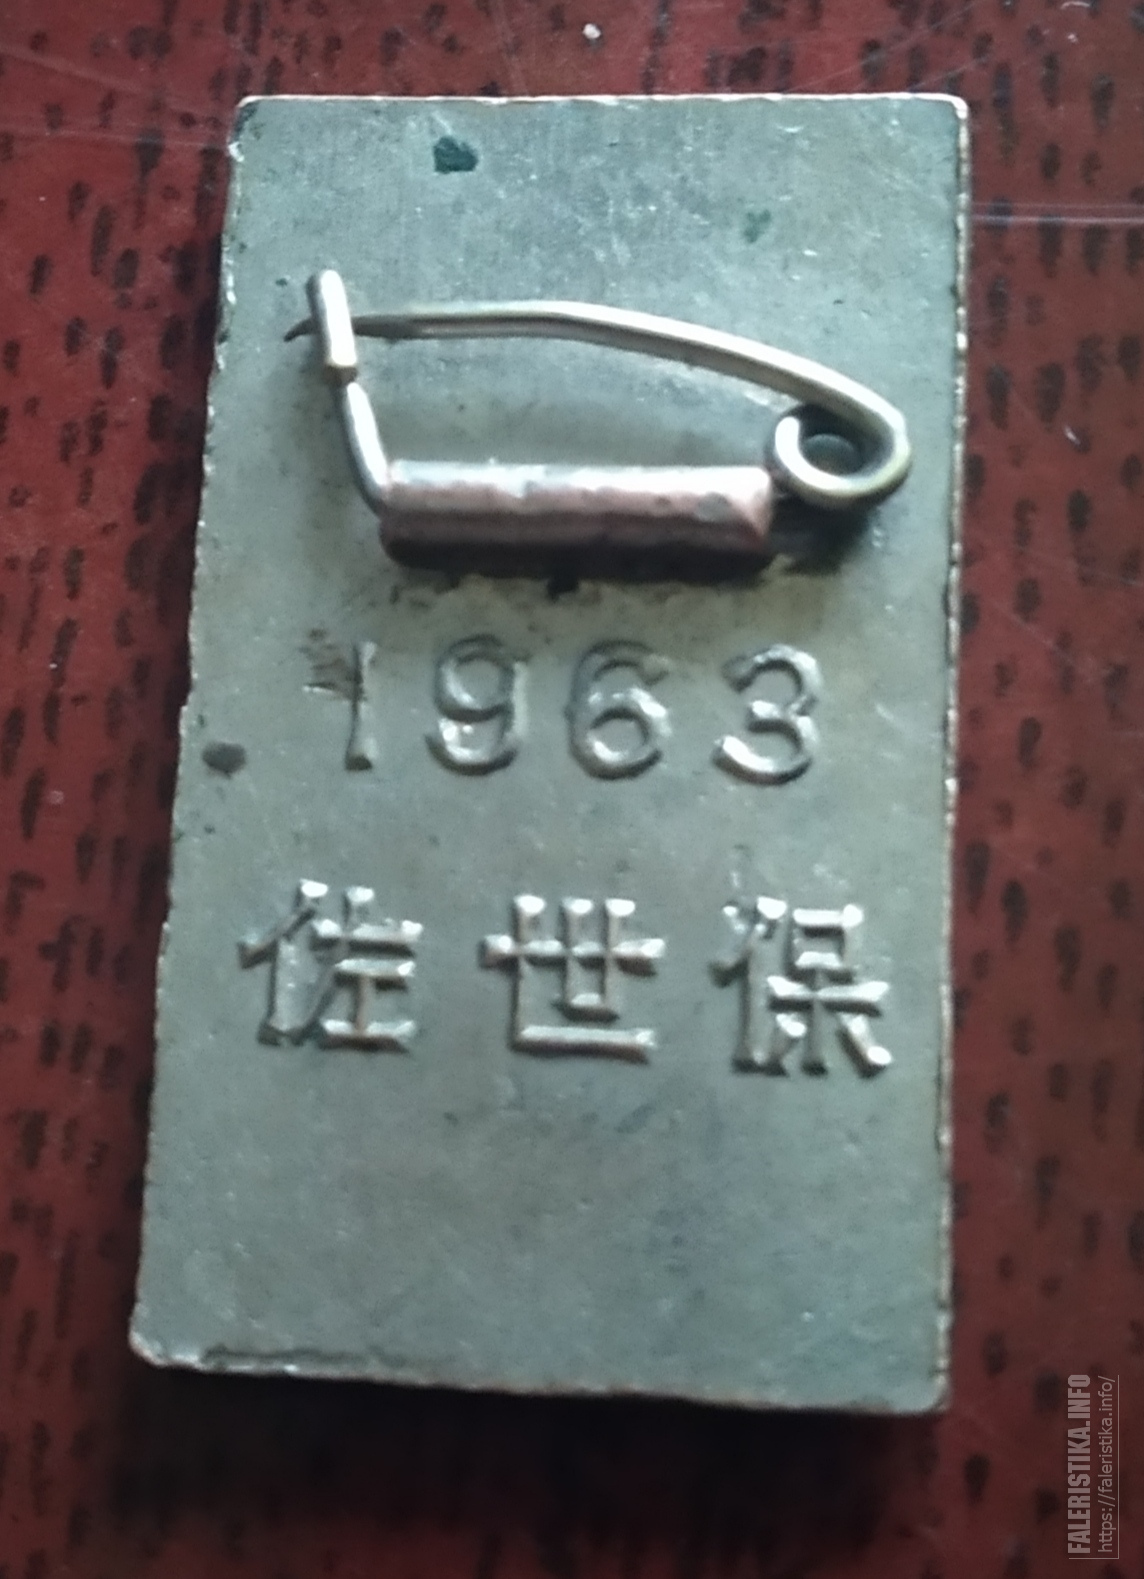 1963
佐世保
FALERISTIKA.INFO
https://faleristika.info/